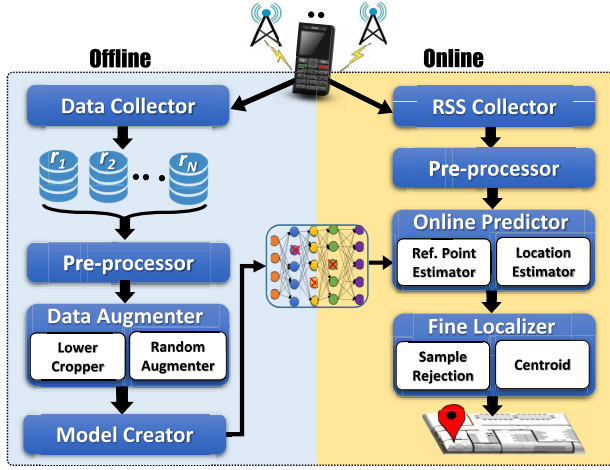 Offline
Online
Data Collector
r1
r2
rN
Pre-processor
Data Augmenter
Lower
Cropper
Random
Augmenter
Model Creator
RSS Collector
Pre-processor
Online Predictor
Ref. Point
Estimator
Location
Estimator
Fine Localizer
Sample
Rejection
Centroid